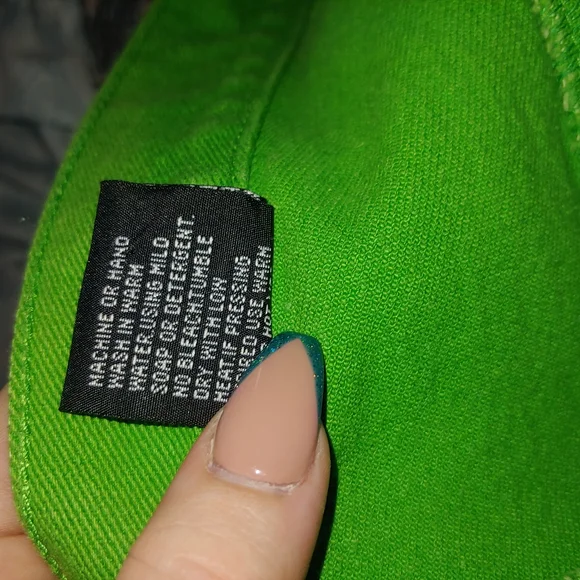 MACHINE OR HAND
WASH IN WARM
WATER USING MILD
SOAP OR DETERGENT.
NO BLEACH.TUMBLE
DRY WITH LOW
HEAT.IF PRESSING
USE WARM